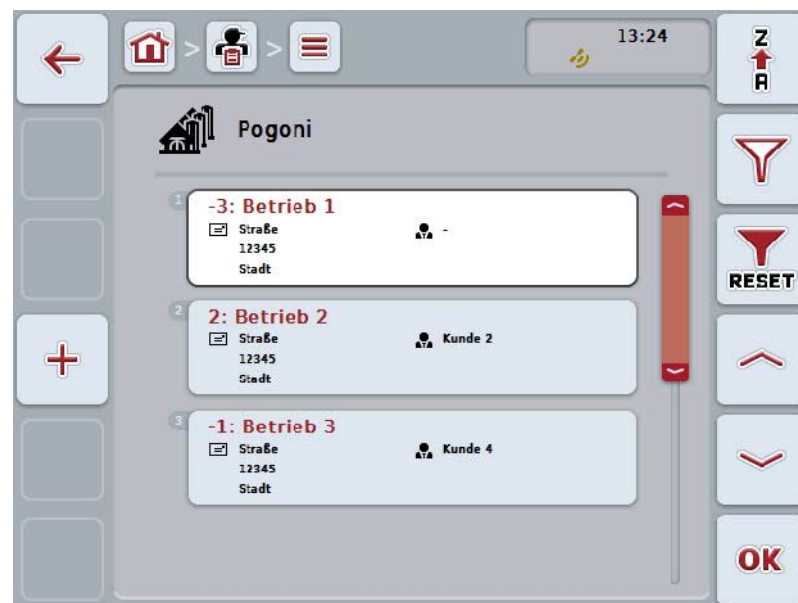 13:24
Z
A
Pogoni
1
-3: Betrieb 1
Straße
-
12345
Stadt
RESET
2
2: Betrieb 2
Straße
Kunde 2
12345
Stadt
3
-1: Betrieb 3
Straße
Kunde 4
12345
Stadt
OK